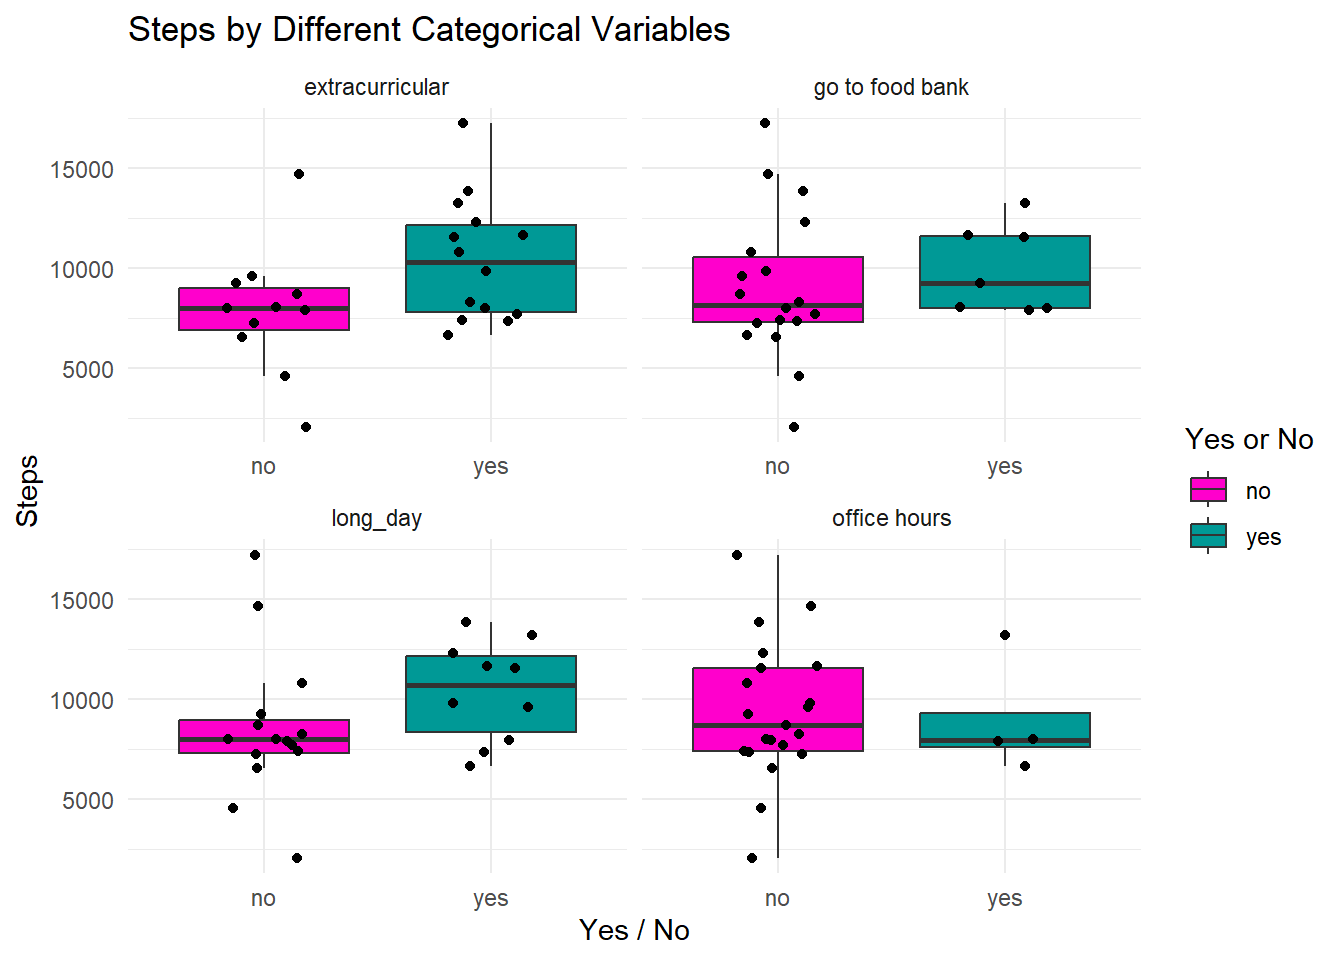 Steps by Different Categorical Variables
extracurricular
go to food bank
15000
10000
5000
no
yes
no
yes
long_day
office hours
15000
10000
5000
no
yes
no
yes
Steps
Yes / No
Yes or No
no
yes